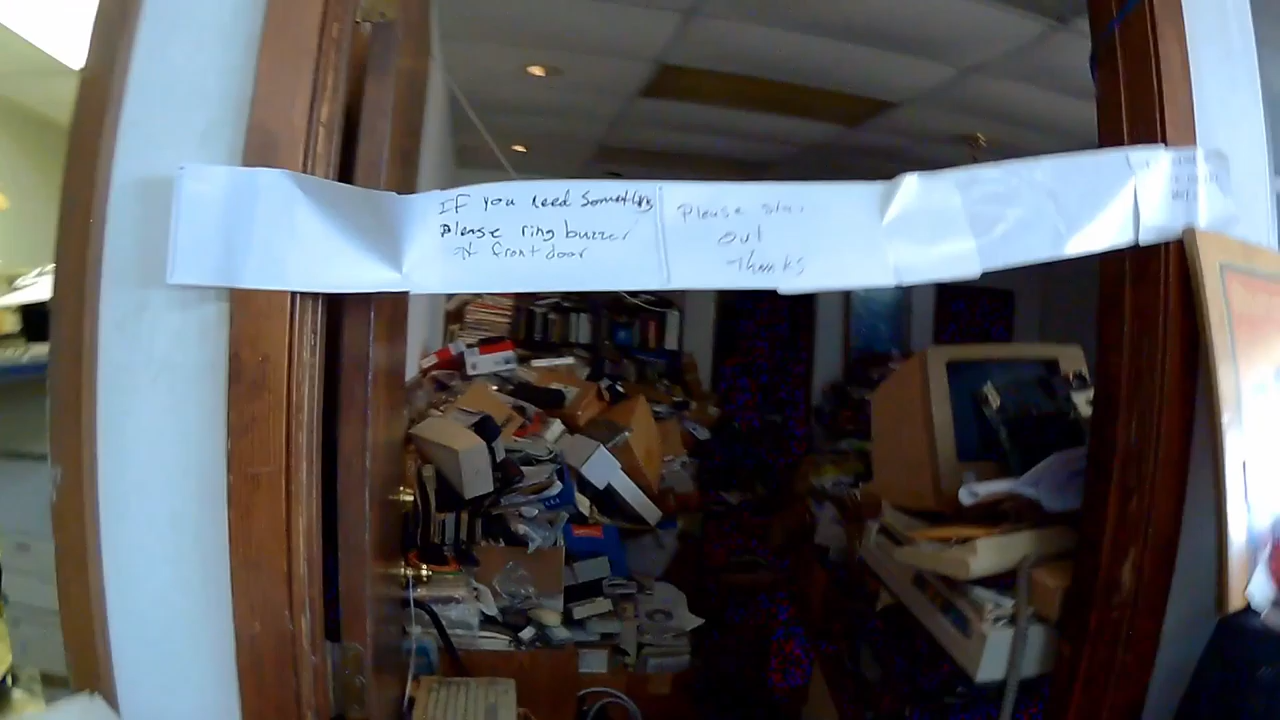 IF you need something
Please ring buzzer
at front door
Please stay
out
Thanks